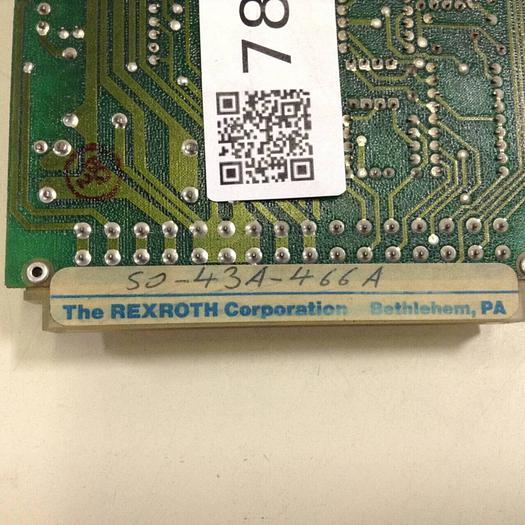 78
SO-43A-466A
The REXROTH Corporation Bethlehem, PA